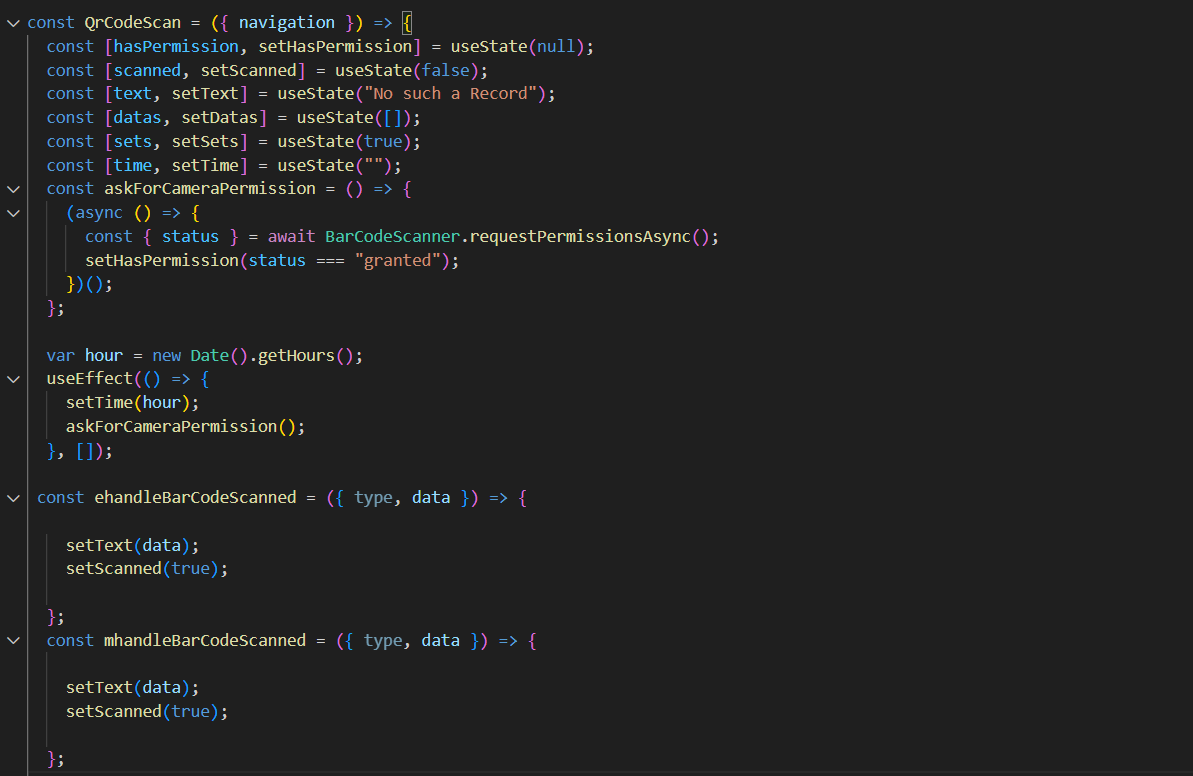 const QrCodeScan = ({ navigation }) => {
const [hasPermission, setHasPermission] = useState(null);
const [scanned, setScanned] = useState(false);
const [text, setText] = useState("No such a Record");
const [datas, setDatas] = useState([]);
const [sets, setSets] = useState(true);
const [time, setTime] = useState("");
const askForCameraPermission = () => {
(async () => {
const { status } = await BarCodeScanner.requestPermissionsAsync();
setHasPermission(status === "granted");
})();
};
var hour = new Date().getHours();
useEffect(() => {
setTime(hour);
askForCameraPermission();
}, []);
const ehandleBarCodeScanned = ({ type, data }) => {
setText(data);
setScanned(true);
};
const mhandleBarCodeScanned = ({ type, data }) => {
setText(data);
setScanned(true);
};